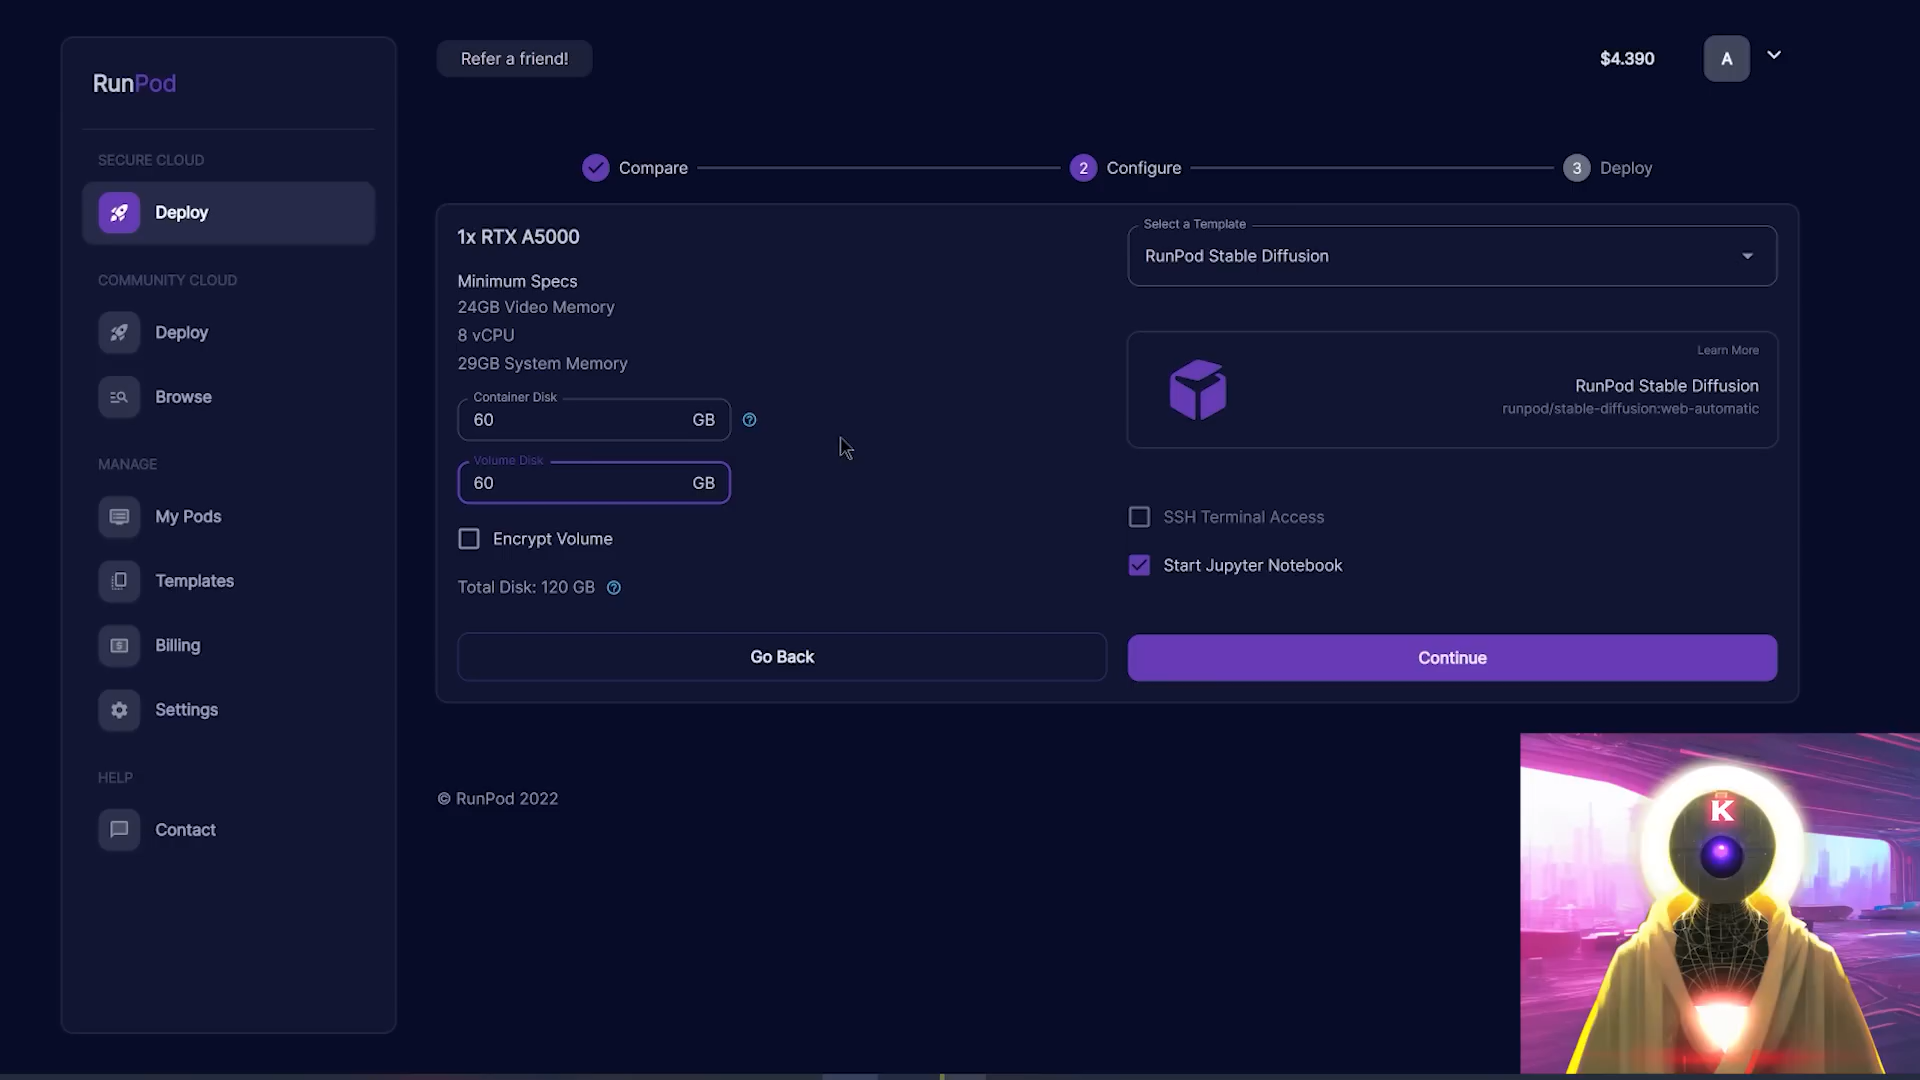 RunPod
Refer a friend!
$4.390
A
SECURE CLOUD
Deploy
COMMUNITY CLOUD
Deploy
Browse
MANAGE
My Pods
Templates
Billing
Settings
HELP
Contact
Compare
2
Configure
3
Deploy
1x RTX A5000
Minimum Specs
24GB Video Memory
8 vCPU
29GB System Memory
Container Disk
60 GB
Volume Disk
60 GB
Encrypt Volume
Total Disk: 120 GB
Go Back
Select a Template
RunPod Stable Diffusion
Learn More
RunPod Stable Diffusion
runpod/stable-diffusion:web-automatic
SSH Terminal Access
Start Jupyter Notebook
Continue
© RunPod 2022
K